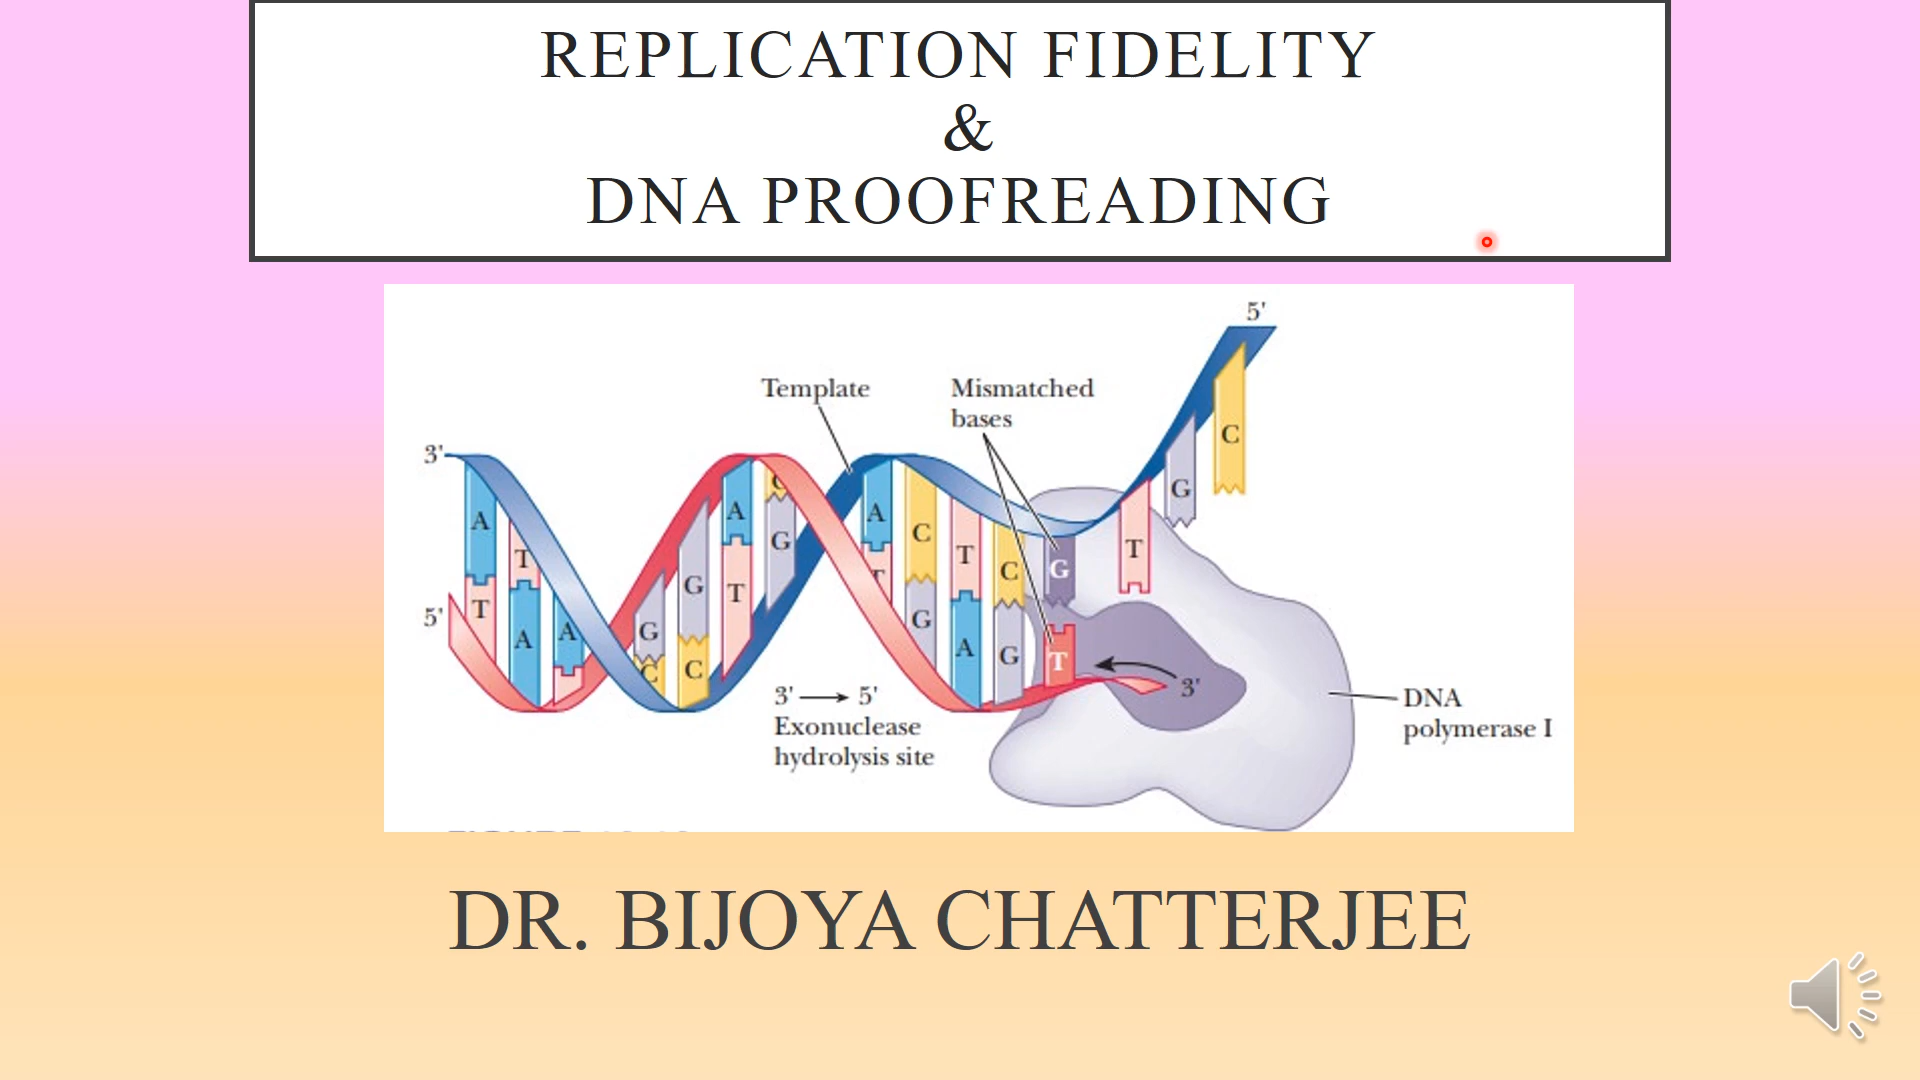 REPLICATION FIDELITY
&
DNA PROOFREADING
5'
Template
Mismatched
bases
3'
5'
A
T
T
A
A
G
C
G
C
A
T
C
G
A
T
C
G
T
A
C
G
G
T
T
G
C
3'
3' → 5'
Exonuclease
hydrolysis site
DNA
polymerase I
DR. BIJOYA CHATTERJEE